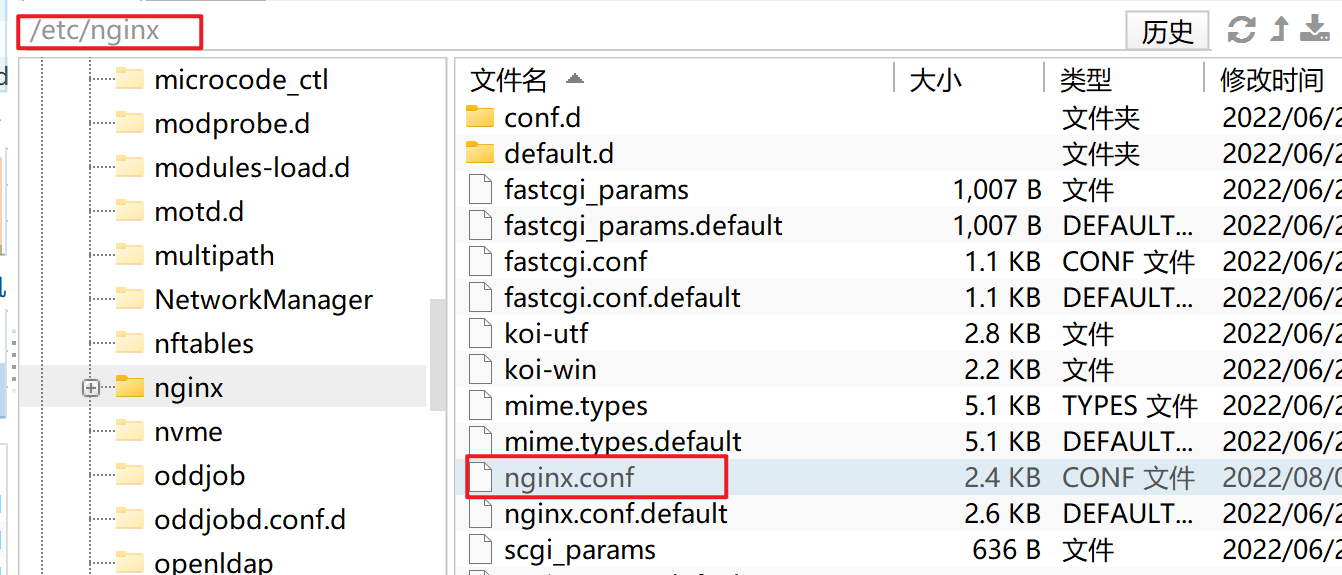 /etc/nginx
历史
microcode_ctl
modprobe.d
modules-load.d
motd.d
multipath
NetworkManager
nftables
nginx
nvme
oddjob
oddjobd.conf.d
openldap
文件名 大小 类型 修改时间
conf.d 文件夹 2022/06/2
default.d 文件夹 2022/06/2
fastcgi_params 1,007 B 文件 2022/06/2
fastcgi_params.default 1,007 B DEFAULT... 2022/06/2
fastcgi.conf 1.1 KB CONF 文件 2022/06/2
fastcgi.conf.default 1.1 KB DEFAULT... 2022/06/2
koi-utf 2.8 KB 文件 2022/06/2
koi-win 2.2 KB 文件 2022/06/2
mime.types 5.1 KB TYPES 文件 2022/06/2
mime.types.default 5.1 KB DEFAULT... 2022/06/2
nginx.conf 2.4 KB CONF 文件 2022/08/0
nginx.conf.default 2.6 KB DEFAULT... 2022/06/2
scgi_params 636 B 文件 2022/06/2